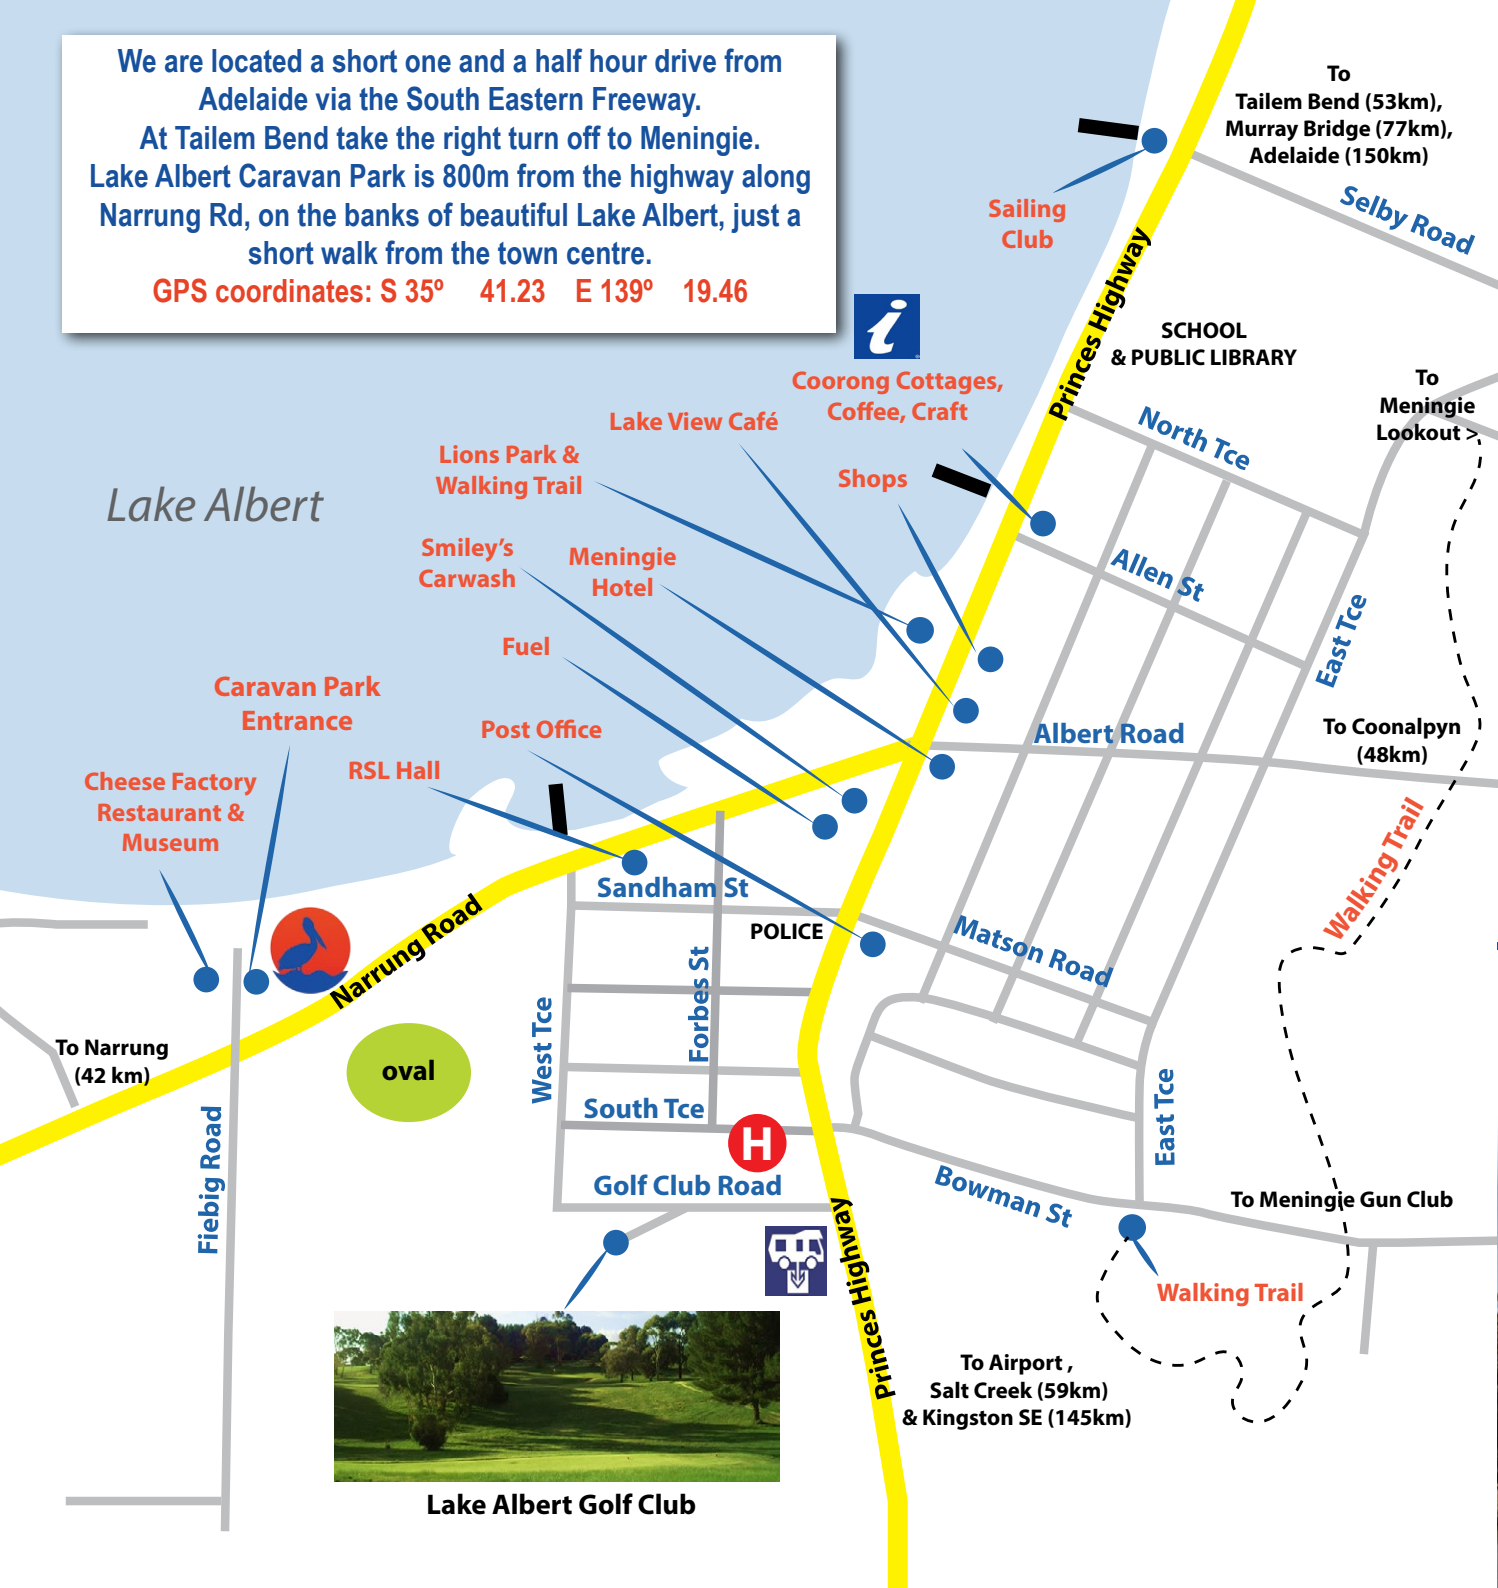 We are located a short one and a half hour drive from
Adelaide via the South Eastern Freeway.
At Tailem Bend take the right turn off to Meningie.
Lake Albert Caravan Park is 800m from the highway along
Narrung Rd, on the banks of beautiful Lake Albert, just a
short walk from the town centre.
GPS coordinates: S 35º 41.23 E 139º 19.46
To
Tailem Bend (53km),
Murray Bridge (77km),
Adelaide (150km)
Selby Road
Sailing
Club
Princes Highway
SCHOOL
& PUBLIC LIBRARY
i
Coorong Cottages,
Coffee, Craft
To
Meningie
Lookout >
North Tce
Lake View Café
Lions Park &
Walking Trail
Shops
Lake Albert
Smiley's
Carwash
Meningie
Hotel
Allen St
East Tce
Fuel
Caravan Park
Entrance
Post Office
Albert Road
To Coonalpyn
(48km)
RSL Hall
Cheese Factory
Restaurant &
Museum
Walking Trail
Sandham St
POLICE
Matson Road
Narrung Road
Forbes St
West Tce
To Narrung
(42 km)
oval
South Tce
H
East Tce
Fiebig Road
Golf Club Road
Bowman St
To Meningie Gun Club
Princes Highway
Walking Trail
To Airport ,
Salt Creek (59km)
& Kingston SE (145km)
Lake Albert Golf Club